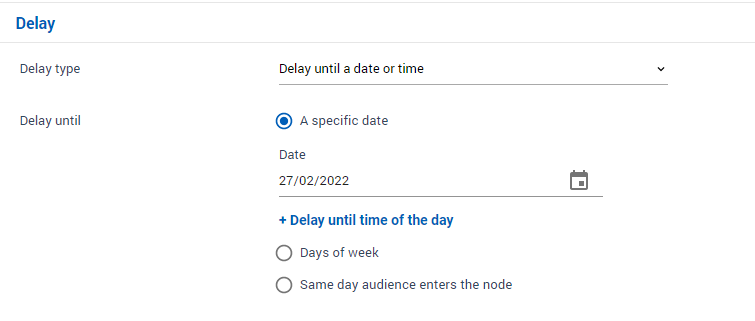 Delay
Delay type
Delay until a date or time
Delay until
A specific date
Date
27/02/2022
+ Delay until time of the day
Days of week
Same day audience enters the node